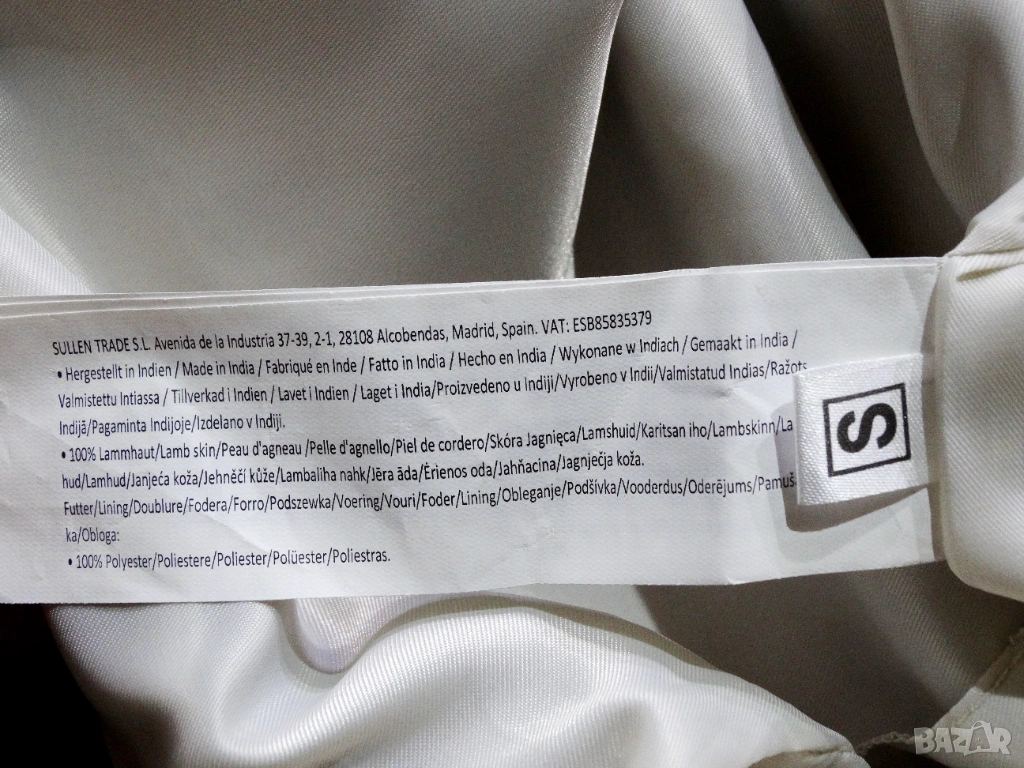 SULLEN TRADE S.L. Avenida de la Industria 37-39, 2-1, 28108 Alcobendas, Madrid, Spain. VAT: ESB85835379
• Hergestellt in Indien / Made in India / Fabriqué en Inde / Fatto in India / Hecho en India / Wykonane w Indiach / Gemaakt in India /
Valmistettu Intiassa / Tillverkad i Indien / Lavet i Indien / Laget i India/Proizvedeno u Indiji/Vyrobeno v Indii/Valmistatud Indias/Ražots
Indijā/Pagaminta Indijoje/Izdelano v Indiji.
• 100% Lammhaut/Lamb skin/Peau d'agneau /Pelle d'agnello/Piel de cordero/Skóra Jagnięca/Lamshuid/Karitsan iho/Lambskinn/La
hud/Lamhud/Janjeća koža/Jehněčí kůže/Lambaliha nahk/Jēra āda/Ėrienos oda/Jahňacina/Jagnječja koža.
Futter/Lining/Doublure/Fodera/Forro/Podszewka/Voering/Vouri/Foder/Lining/Obleganje/Podšívka/Vooderdus/Oderējums/Pamuš
ka/Obloga:
• 100% Polyester/Poliestere/Poliester/Polüester/Poliestras.
S
BAZAR